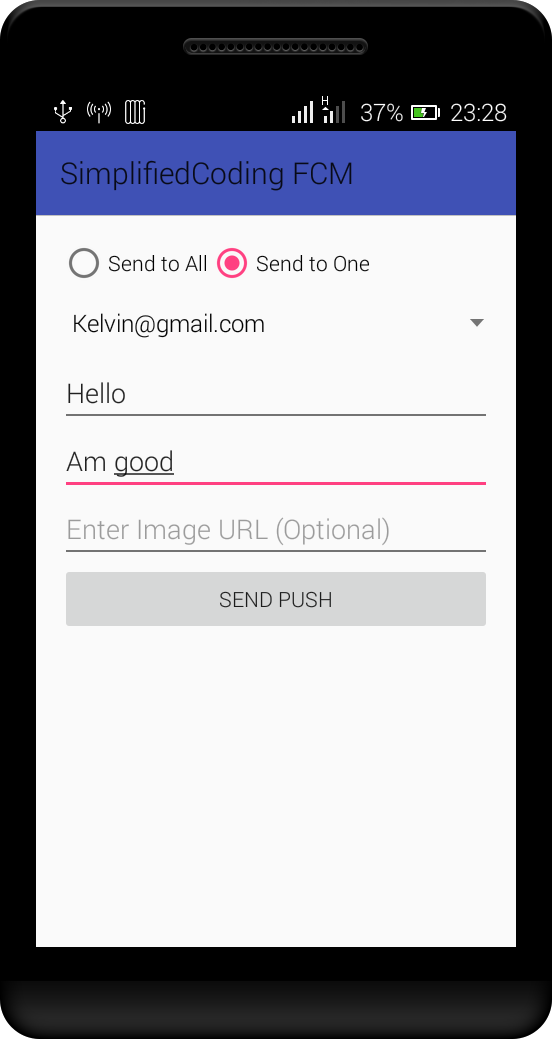 H 37% 23:28
SimplifiedCoding FCM
Send to All Send to One
Kelvin@gmail.com
Hello
Am good
Enter Image URL (Optional)
SEND PUSH